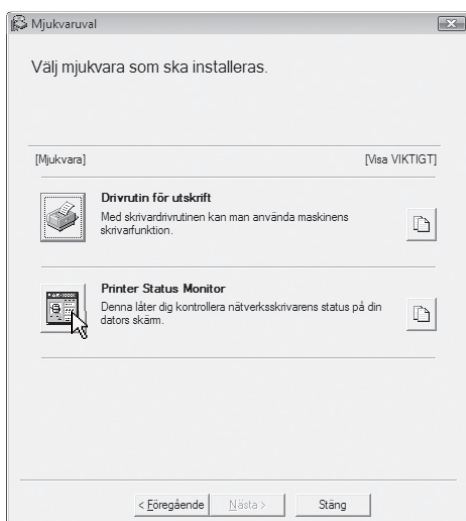 Mjukvaruval
Välj mjukvara som ska installeras.
[Mjukvara] [Visa VIKTIGT]
Drivrutin för utskrift
Med skrivardrivrutinen kan man använda maskinens
skrivarfunktion.
Printer Status Monitor
Denna låter dig kontrollera nätverksskrivarens status på din
dators skärm.
< Föregående Nästa > Stäng